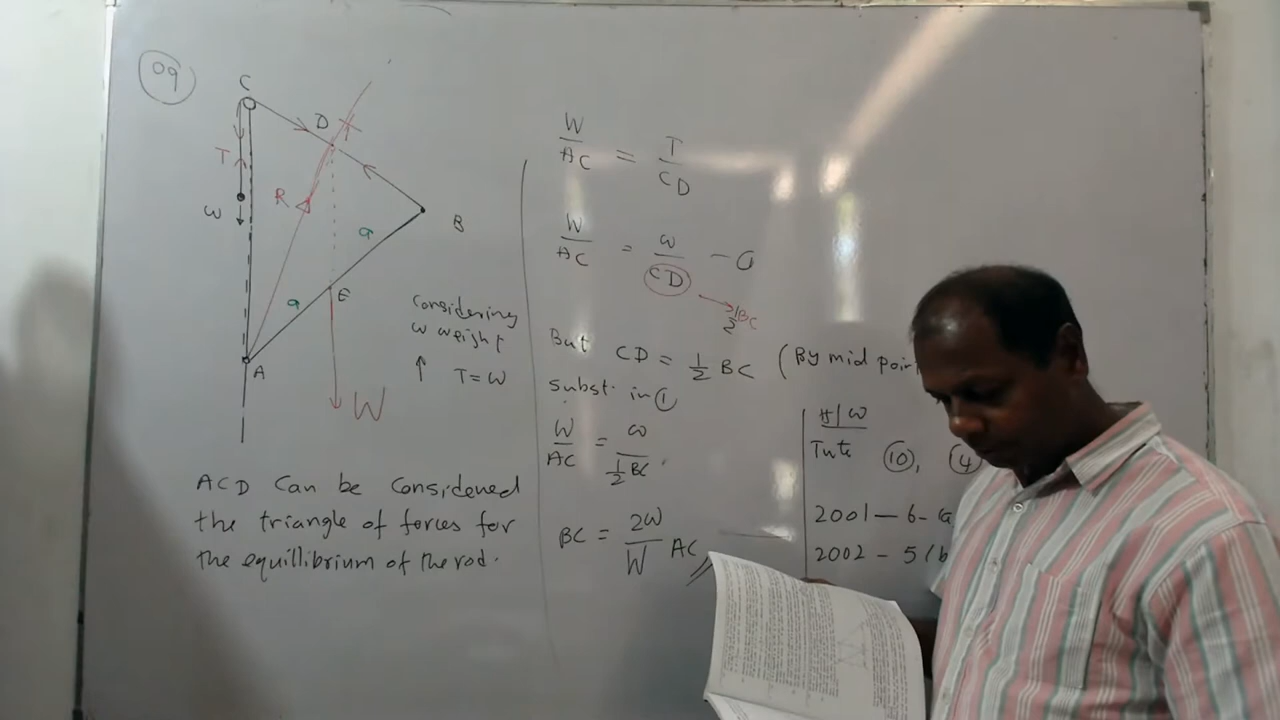 09
C
D
T
R
w
B
a
a
E
A
W
Considering
w weight
↑ T = w
ACD Can be Considered
the triangle of forces for
the equillibrium of the rod.
W/AC = T/CD
W/AC = w/CD - ①
1/2 BC
But CD = 1/2 BC (By mid poin
subst. in ①
W/AC = w/(1/2 BC).
BC = 2w/W AC
H/W
Tute ⑩, ④
2001 - 6 - a
2002 - 5 (b